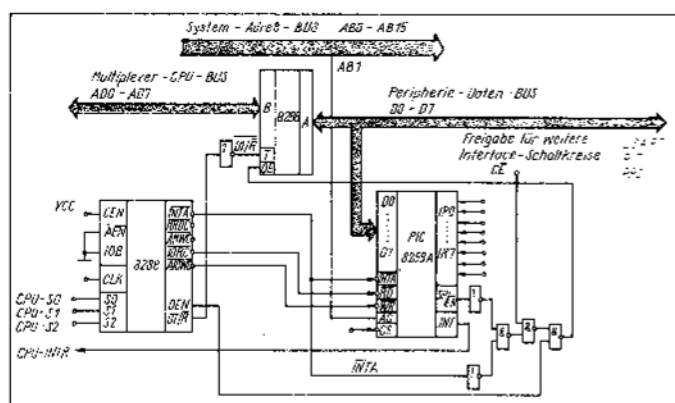 System - Adreß - BUS AB0 - AB15
AB1
Multiplexer - CPU - BUS
AD0 - AD7
B 8286 A
Peripherie - Daten - BUS
D0 - D7
Freigabe für weitere
Interface - Schaltkreise
CE
DT/R
T
OE
VCC
CEN
AEN
IOB
CLK
S0
S1
S2
8288
INTA
MRDC
AMWC
IORC
AIOWC
DEN
DT/R
CPU-S0
CPU-S1
CPU-S2
CPU-INTR
D0
D7
PIC
8259A
IR0
IR7
INTA
RD
WR
A0
CS
SP/
EN
INT
INTA